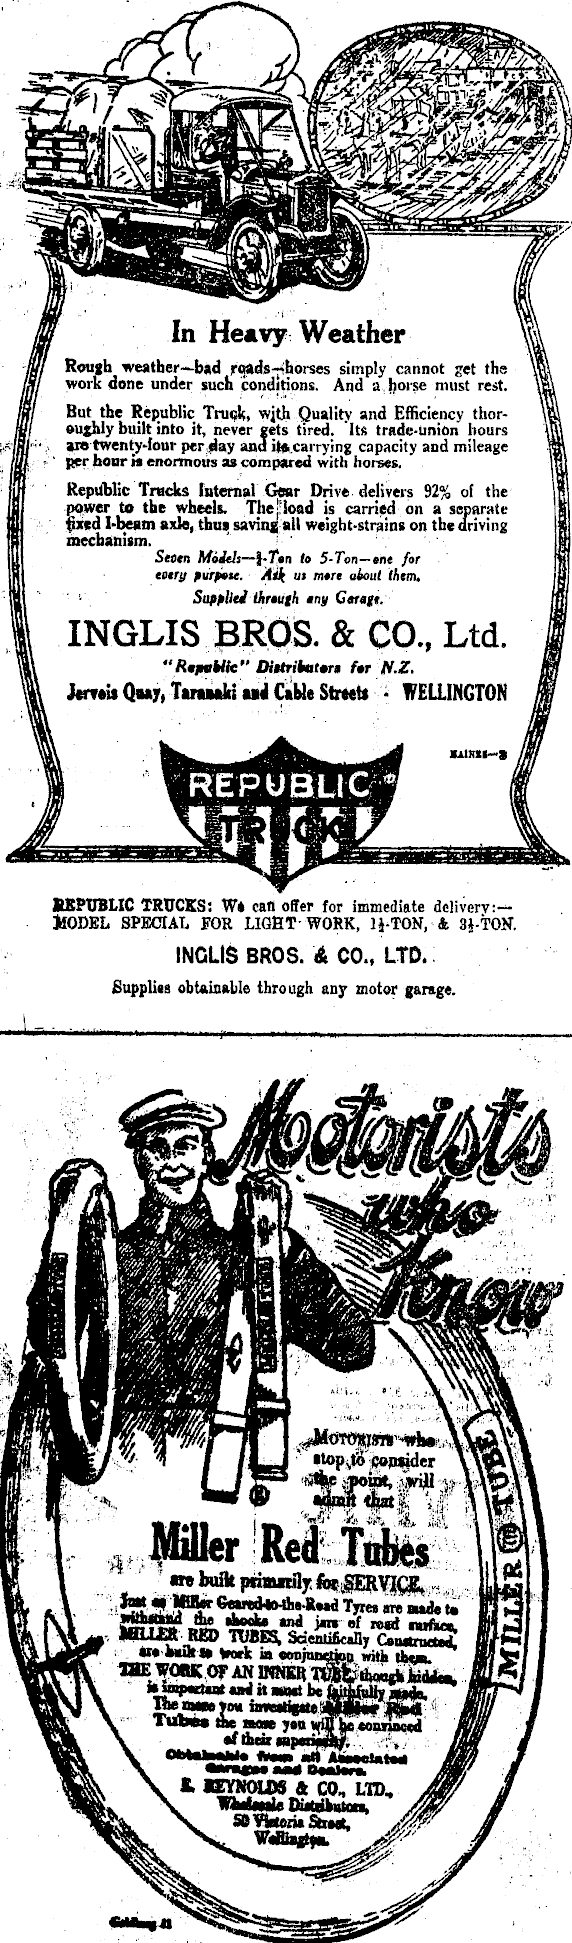 In Heavy Weather
Rough weather—bad roads—horses simply cannot get the
work done under such conditions. And a horse must rest.
But the Republic Truck, with Quality and Efficiency thor-
oughly built into it, never gets tired. Its trade-union hours
are twenty-four per day and its carrying capacity and mileage
per hour is enormous as compared with horses.
Republic Trucks Internal Gear Drive delivers 92% of the
power to the wheels. The load is carried on a separate
fixed I-beam axle, thus saving all weight-strains on the driving
mechanism.
Seven Models—¾-Ton to 5-Ton—one for
every purpose. Ask us more about them.
Supplied through any Garage.
INGLIS BROS. & CO., Ltd.
"Republic" Distributors for N.Z.
Jervois Quay, Taranaki and Cable Streets - WELLINGTON
HAINES—3
REPUBLIC
TRUCK
REPUBLIC TRUCKS: We can offer for immediate delivery:—
MODEL SPECIAL FOR LIGHT WORK, 1½-TON, & 3½-TON.
INGLIS BROS. & CO., LTD.
Supplies obtainable through any motor garage.
Motorists
who
Know
MOTORISTS who
stop to consider
the point, will
admit that
MILLER TUBE
Miller Red Tubes
are built primarily for SERVICE.
Just as Miller Geared-to-the-Road Tyres are made to
withstand the shocks and jars of road surface,
MILLER RED TUBES, Scientifically Constructed,
are built to work in conjunction with them.
THE WORK OF AN INNER TUBE, though hidden,
is important and it must be faithfully made.
The more you investigate Miller Red
Tubes the more you will be convinced
of their superiority.
Obtainable from all Associated
Garages and Dealers.
E. REYNOLDS & CO., LTD.,
Wholesale Distributors,
50 Victoria Street,
Wellington.